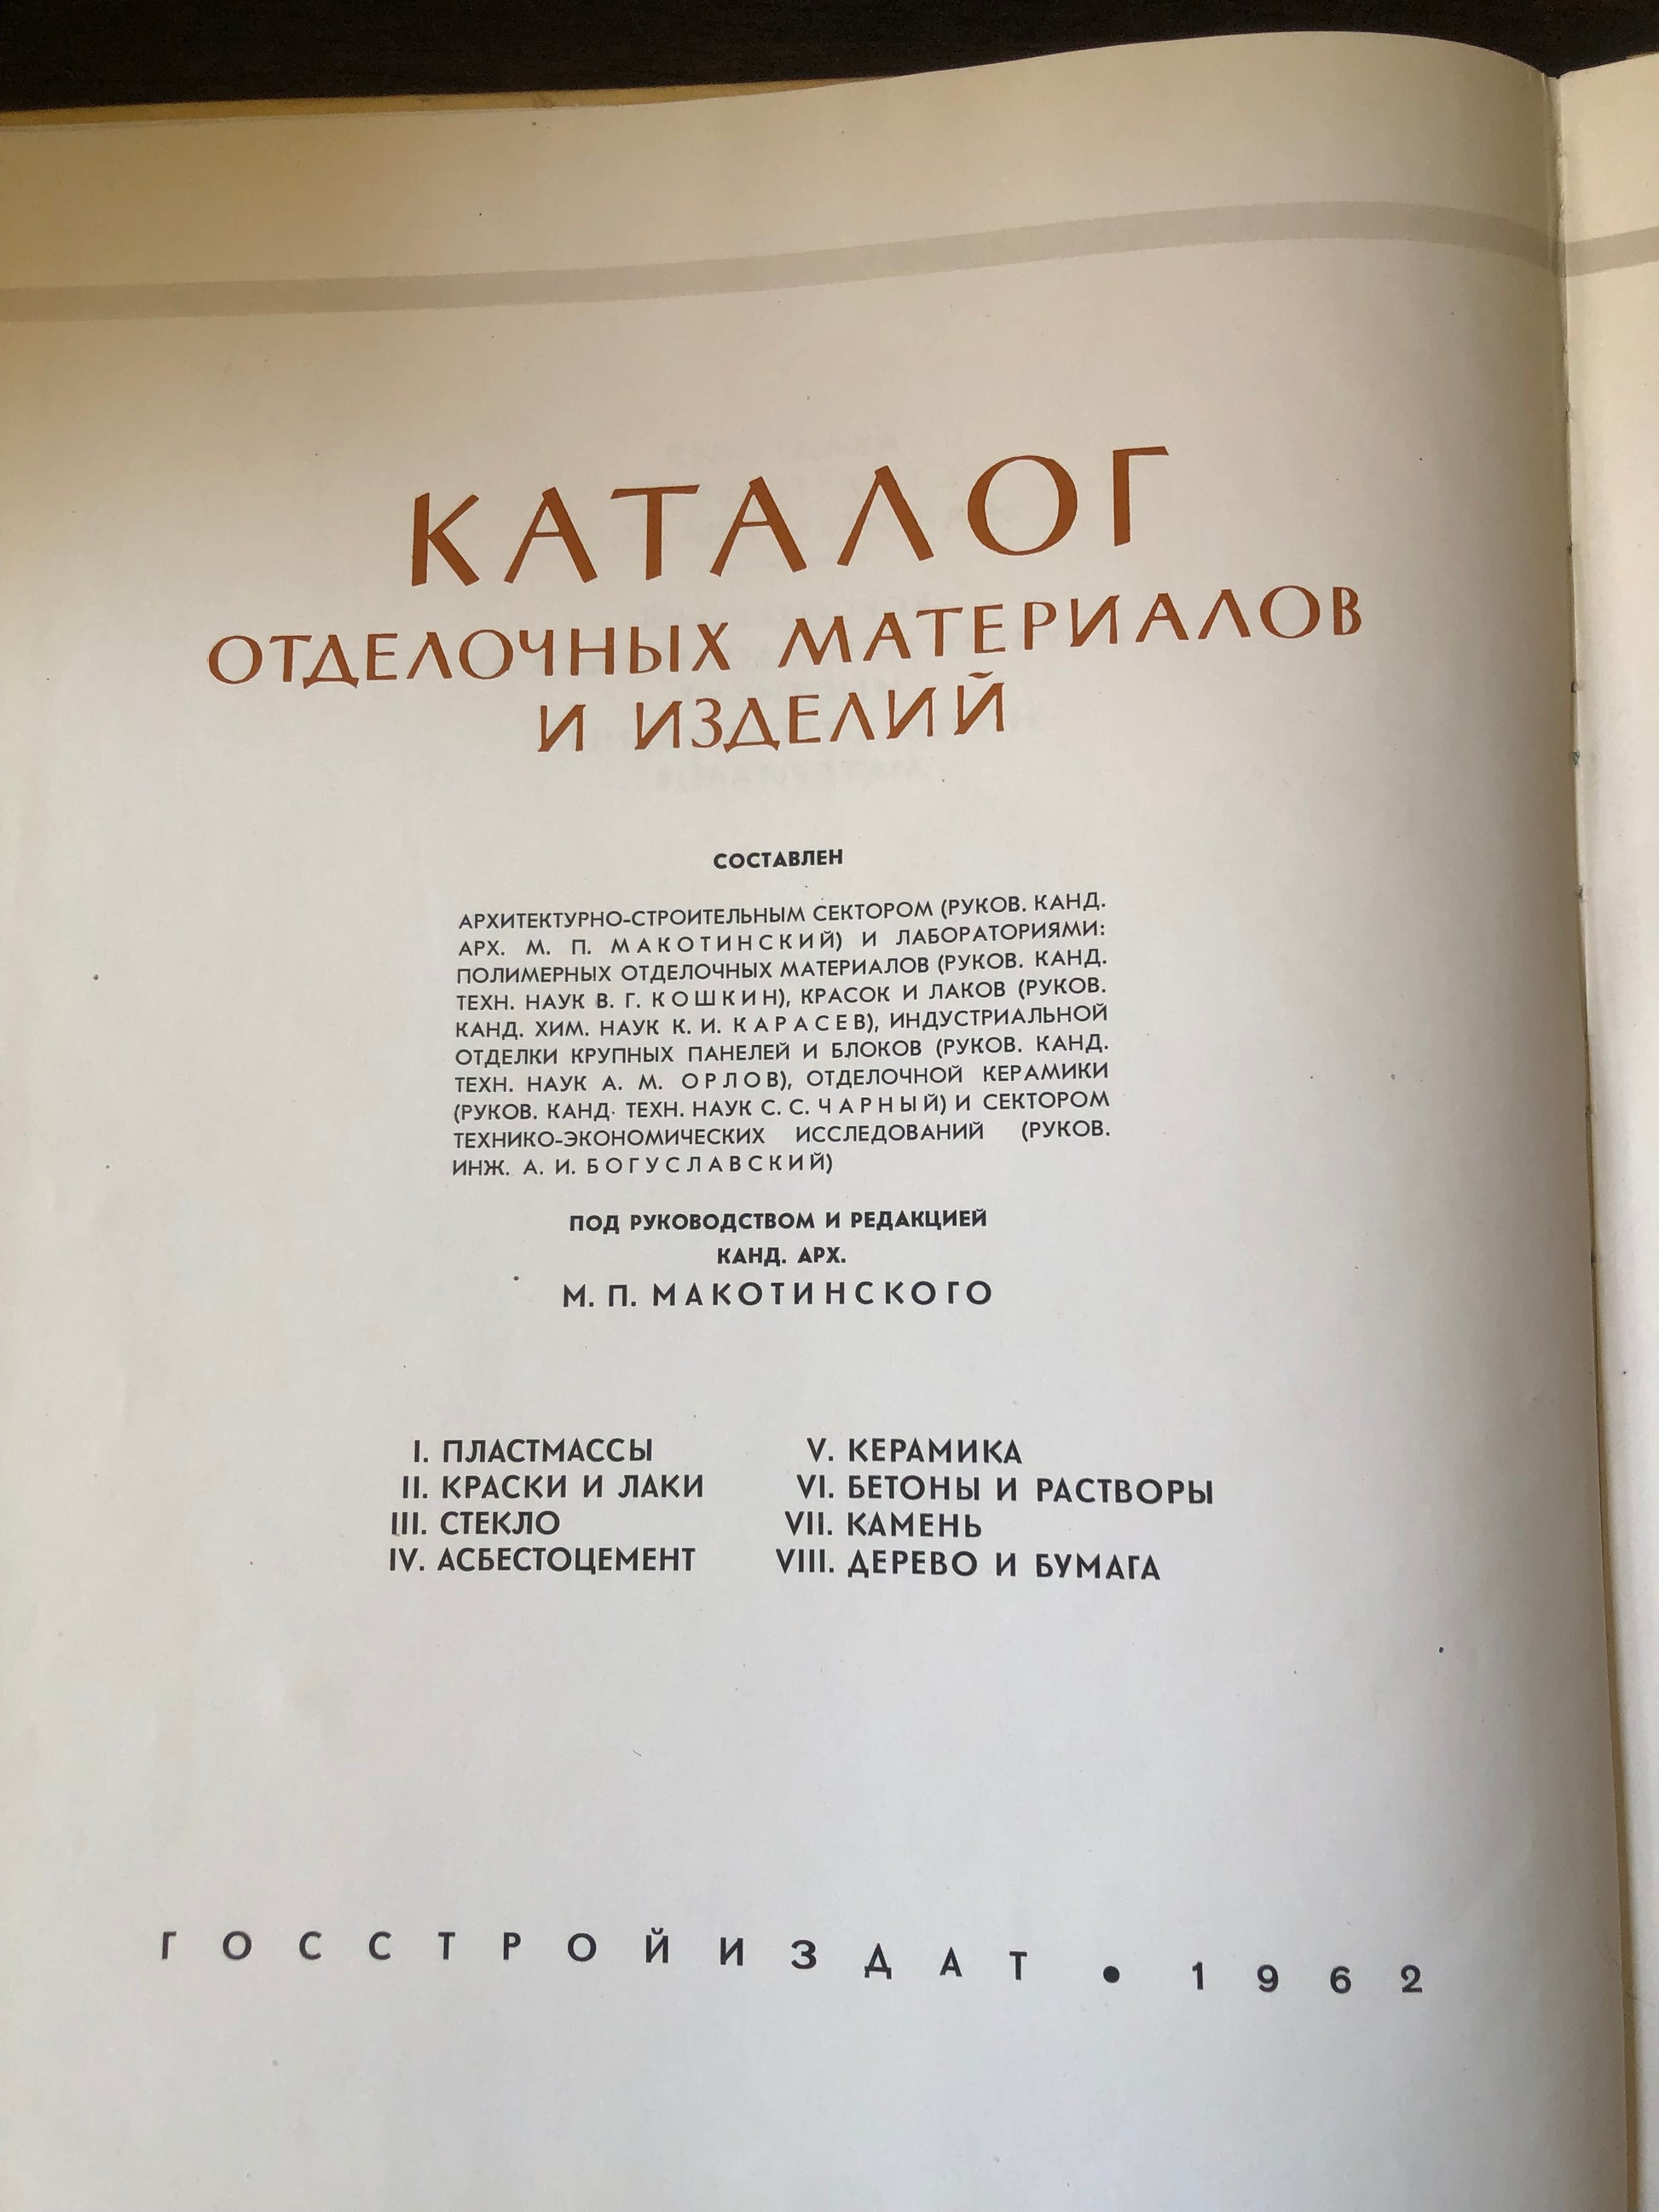 КАТАЛОГ
ОТДЕЛОЧНЫХ МАТЕРИАЛОВ
И ИЗДЕЛИЙ
СОСТАВЛЕН
АРХИТЕКТУРНО-СТРОИТЕЛЬНЫМ СЕКТОРОМ (РУКОВ. КАНД.
АРХ. М. П. МАКОТИНСКИЙ) И ЛАБОРАТОРИЯМИ:
ПОЛИМЕРНЫХ ОТДЕЛОЧНЫХ МАТЕРИАЛОВ (РУКОВ. КАНД.
ТЕХН. НАУК В. Г. КОШКИН), КРАСОК И ЛАКОВ (РУКОВ.
КАНД. ХИМ. НАУК К. И. КАРАСЕВ), ИНДУСТРИАЛЬНОЙ
ОТДЕЛКИ КРУПНЫХ ПАНЕЛЕЙ И БЛОКОВ (РУКОВ. КАНД.
ТЕХН. НАУК А. М. ОРЛОВ), ОТДЕЛОЧНОЙ КЕРАМИКИ
(РУКОВ. КАНД. ТЕХН. НАУК С. С. ЧАРНЫЙ) И СЕКТОРОМ
ТЕХНИКО-ЭКОНОМИЧЕСКИХ ИССЛЕДОВАНИЙ (РУКОВ.
ИНЖ. А. И. БОГУСЛАВСКИЙ)
ПОД РУКОВОДСТВОМ И РЕДАКЦИЕЙ
КАНД. АРХ.
М. П. МАКОТИНСКОГО
I. ПЛАСТМАССЫ
II. КРАСКИ И ЛАКИ
III. СТЕКЛО
IV. АСБЕСТОЦЕМЕНТ
V. КЕРАМИКА
VI. БЕТОНЫ И РАСТВОРЫ
VII. КАМЕНЬ
VIII. ДЕРЕВО И БУМАГА
ГОССТРОЙИЗДАТ • 1962